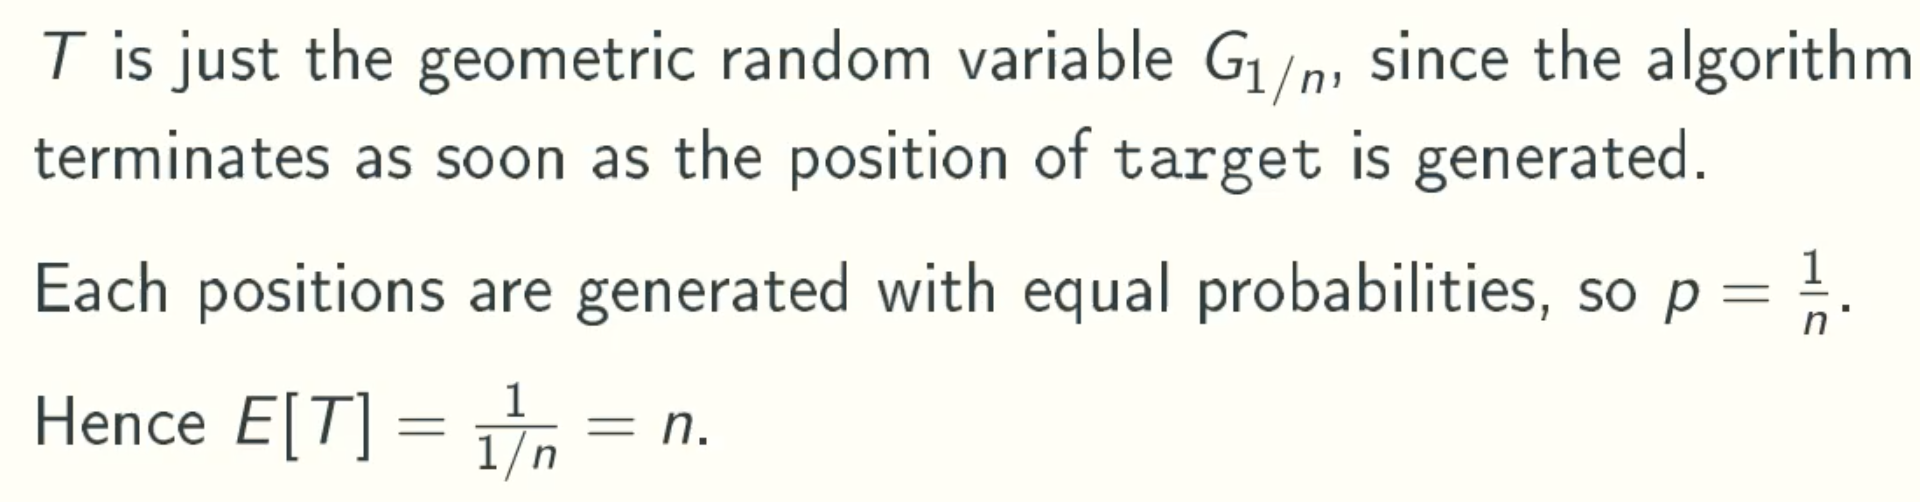 T is just the geometric random variable G_{1/n}, since the algorithm
terminates as soon as the position of target is generated.
Each positions are generated with equal probabilities, so p = \frac{1}{n}.
Hence E[T] = \frac{1}{1/n} = n.